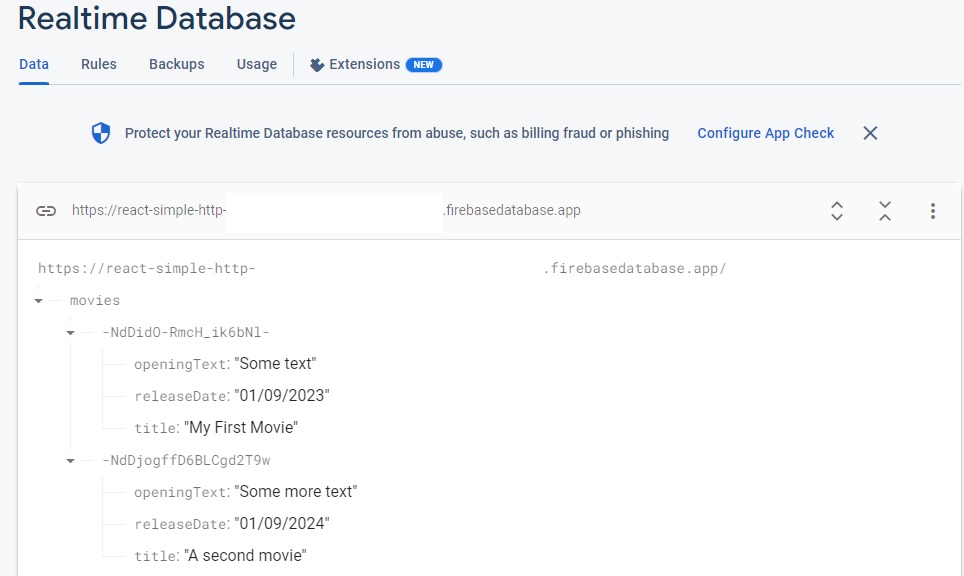 Realtime Database
Data Rules Backups Usage Extensions NEW
Protect your Realtime Database resources from abuse, such as billing fraud or phishing Configure App Check
https://react-simple-http- .firebasedatabase.app
https://react-simple-http- .firebasedatabase.app/
movies
-NdDidO-RmcH_ik6bNl-
openingText: "Some text"
releaseDate: "01/09/2023"
title: "My First Movie"
-NdDjogffD6BLCgd2T9w
openingText: "Some more text"
releaseDate: "01/09/2024"
title: "A second movie"